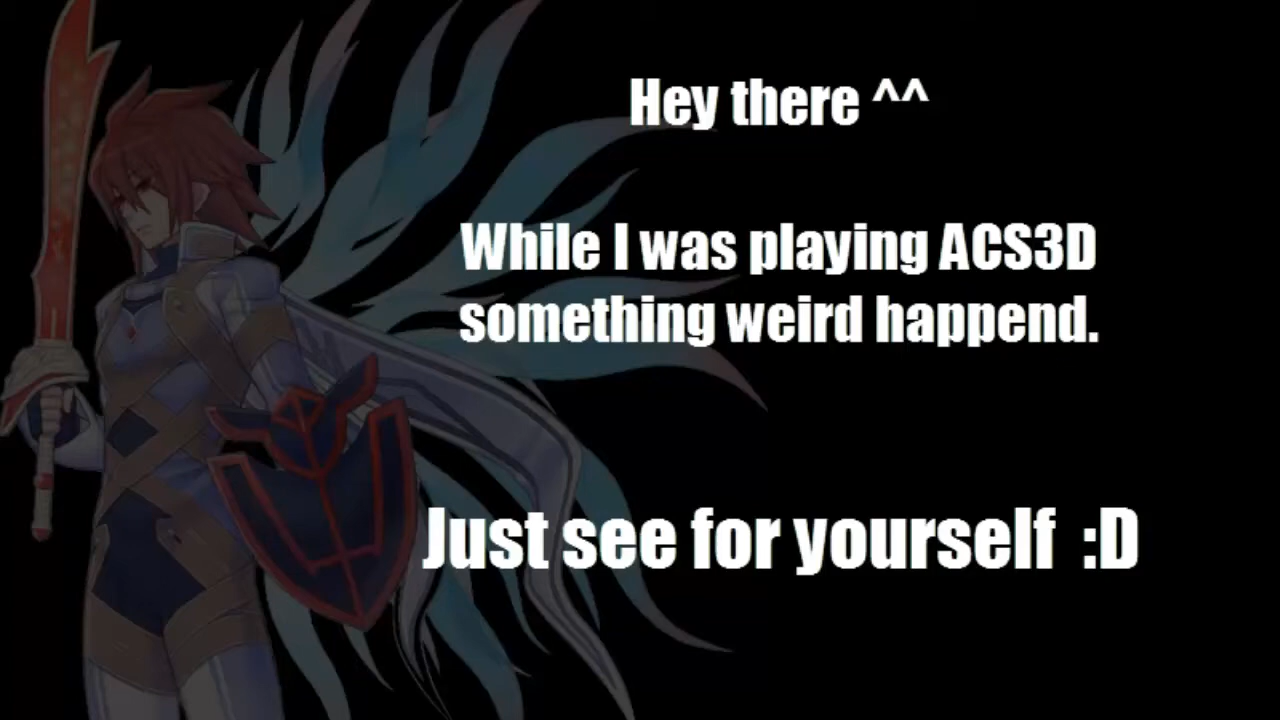 Hey there ^^
While I was playing ACS3D
something weird happend.
Just see for yourself :D